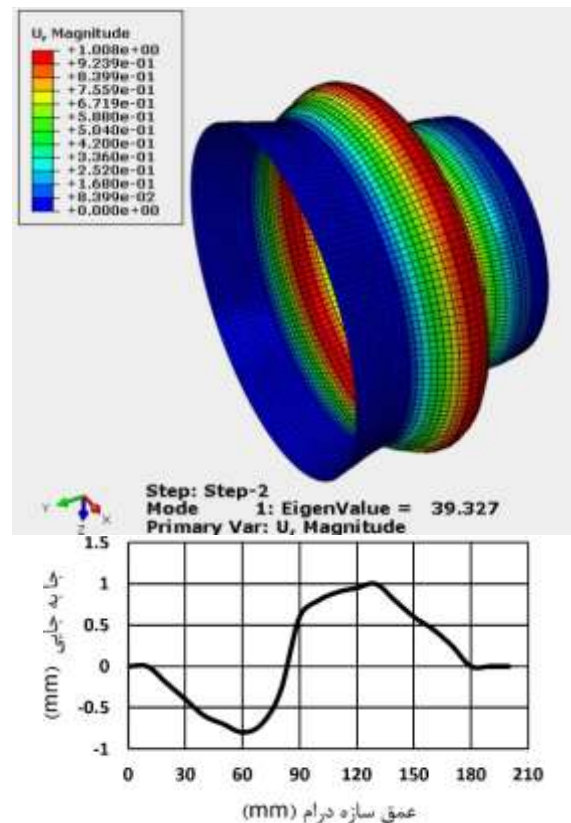 U, Magnitude
+1.008e+00
+9.239e-01
+8.399e-01
+7.559e-01
+6.719e-01
+5.880e-01
+5.040e-01
+4.200e-01
+3.360e-01
+2.520e-01
+1.680e-01
+8.399e-02
+0.000e+00
Y X
Z
Step: Step-2
Mode 1: EigenValue = 39.327
Primary Var: U, Magnitude
جا به جایی (mm)
1.5
1
0.5
0
-0.5
-1
0 30 60 90 120 150 180 210
عمق سازه درام (mm)